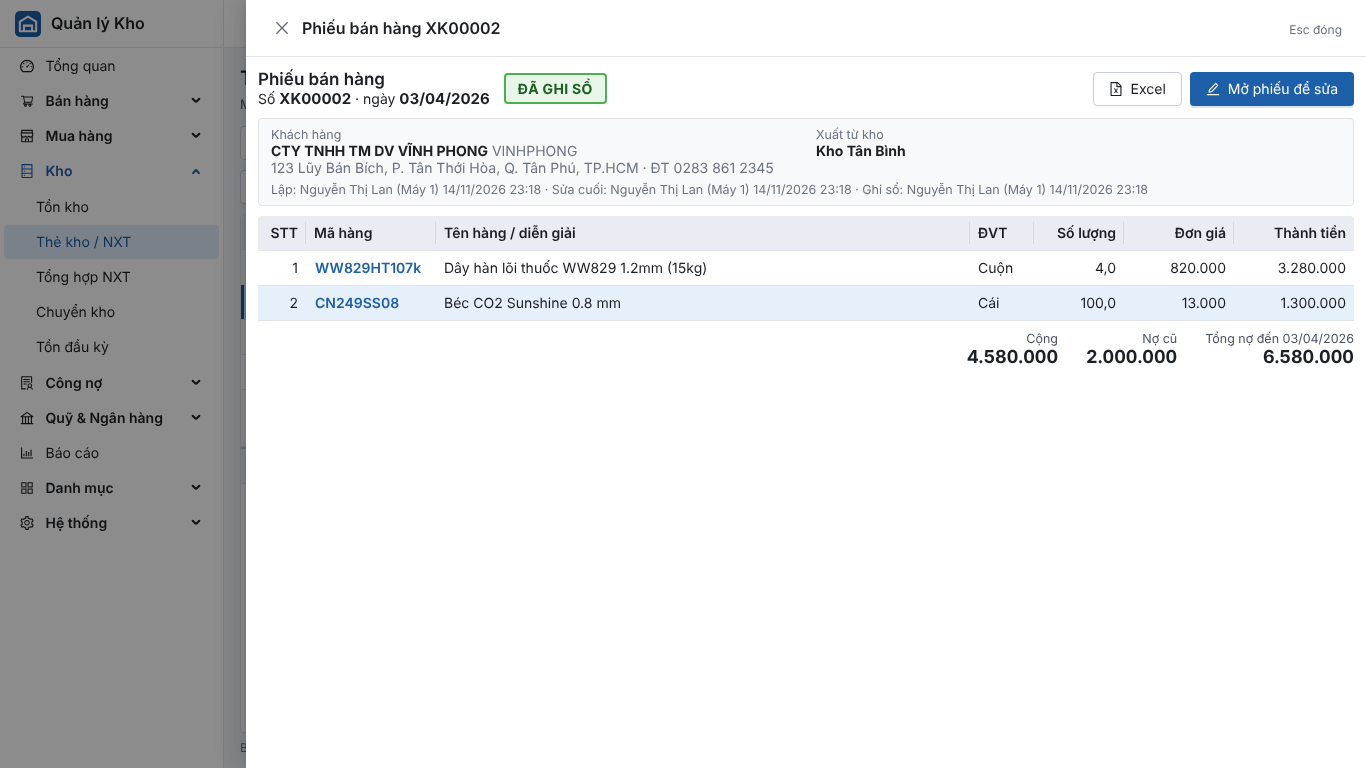 Quản lý Kho
Tổng quan
Bán hàng
Mua hàng
Kho
Tồn kho
Thẻ kho / NXT
Tổng hợp NXT
Chuyển kho
Tồn đầu kỳ
Công nợ
Quỹ & Ngân hàng
Báo cáo
Danh mục
Hệ thống
Phiếu bán hàng XK00002
Esc đóng
Phiếu bán hàng
Số XK00002 · ngày 03/04/2026
ĐÃ GHI SỔ
Excel
Mở phiếu để sửa
Khách hàng
CTY TNHH TM DV VĨNH PHONG VINHPHONG
123 Lũy Bán Bích, P. Tân Thới Hòa, Q. Tân Phú, TP.HCM · ĐT 0283 861 2345
Xuất từ kho
Kho Tân Bình
Lập: Nguyễn Thị Lan (Máy 1) 14/11/2026 23:18 · Sửa cuối: Nguyễn Thị Lan (Máy 1) 14/11/2026 23:18 · Ghi sổ: Nguyễn Thị Lan (Máy 1) 14/11/2026 23:18
STT Mã hàng Tên hàng / diễn giải ĐVT Số lượng Đơn giá Thành tiền
1 WW829HT107k Dây hàn lõi thuốc WW829 1.2mm (15kg) Cuộn 4,0 820.000 3.280.000
2 CN249SS08 Béc CO2 Sunshine 0.8 mm Cái 100,0 13.000 1.300.000
Cộng Nợ cũ Tổng nợ đến 03/04/2026
4.580.000 2.000.000 6.580.000